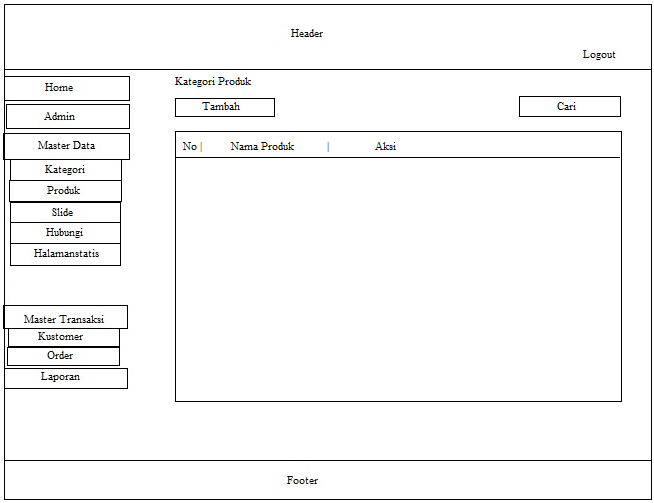 Header
Logout
Home
Admin
Master Data
Kategori
Produk
Slide
Hubungi
Halamanstatis
Master Transaksi
Kustomer
Order
Laporan
Kategori Produk
Tambah
Cari
No | Nama Produk | Aksi
Footer